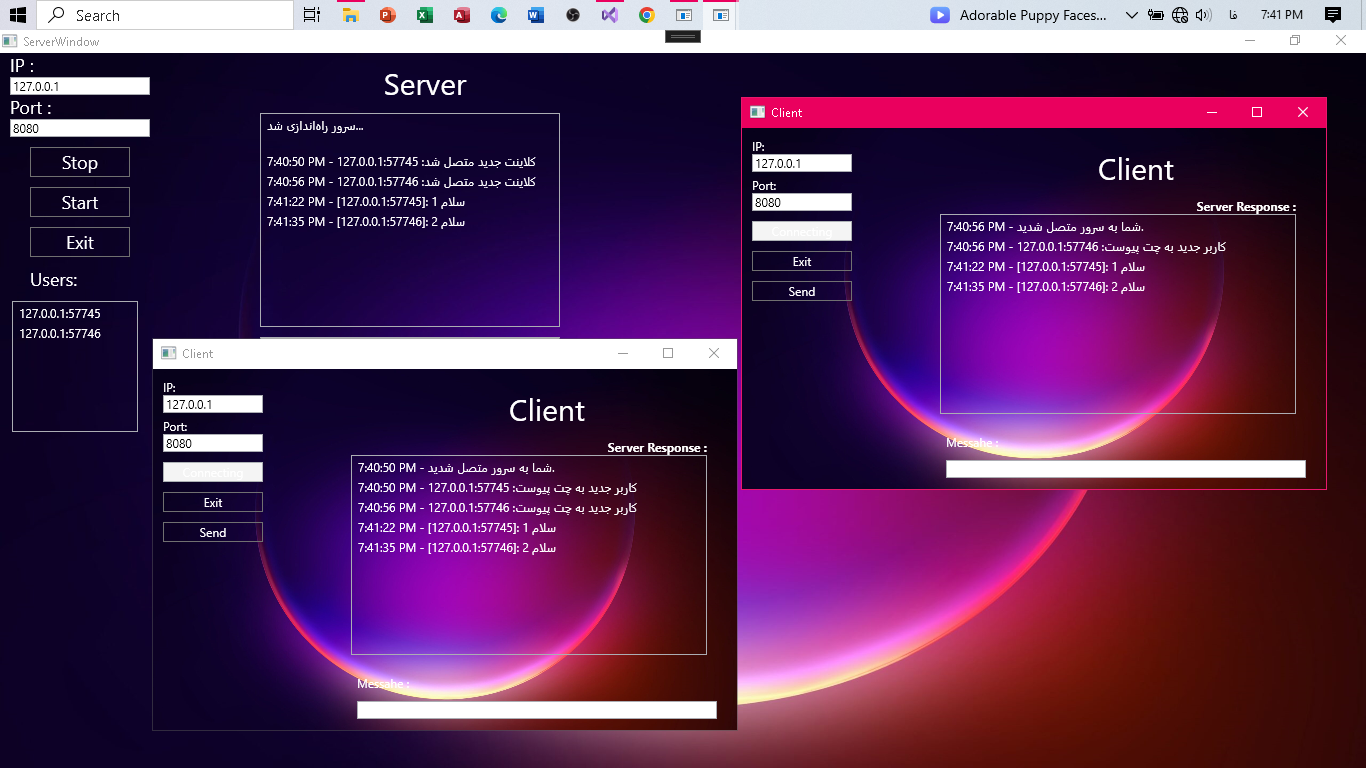 Search
Adorable Puppy Faces...
فا
7:41 PM
ServerWindow
IP :
127.0.0.1
Port :
8080
Stop
Start
Exit
Users:
127.0.0.1:57745
127.0.0.1:57746
Server
سرور راه‌اندازی شد...
7:40:50 PM - 127.0.0.1:57745 :کلاینت جدید متصل شد
7:40:56 PM - 127.0.0.1:57746 :کلاینت جدید متصل شد
7:41:22 PM - [127.0.0.1:57745]: سلام 1
7:41:35 PM - [127.0.0.1:57746]: سلام 2
Client
IP:
127.0.0.1
Port:
8080
Connecting
Exit
Send
Client
Server Response :
7:40:56 PM - شما به سرور متصل شدید.
7:40:56 PM - 127.0.0.1:57746 :کاربر جدید به چت پیوست
7:41:22 PM - [127.0.0.1:57745]: سلام 1
7:41:35 PM - [127.0.0.1:57746]: سلام 2
Messahe :
Client
IP:
127.0.0.1
Port:
8080
Connecting
Exit
Send
Client
Server Response :
7:40:50 PM - شما به سرور متصل شدید.
7:40:50 PM - 127.0.0.1:57745 :کاربر جدید به چت پیوست
7:40:56 PM - 127.0.0.1:57746 :کاربر جدید به چت پیوست
7:41:22 PM - [127.0.0.1:57745]: سلام 1
7:41:35 PM - [127.0.0.1:57746]: سلام 2
Messahe :